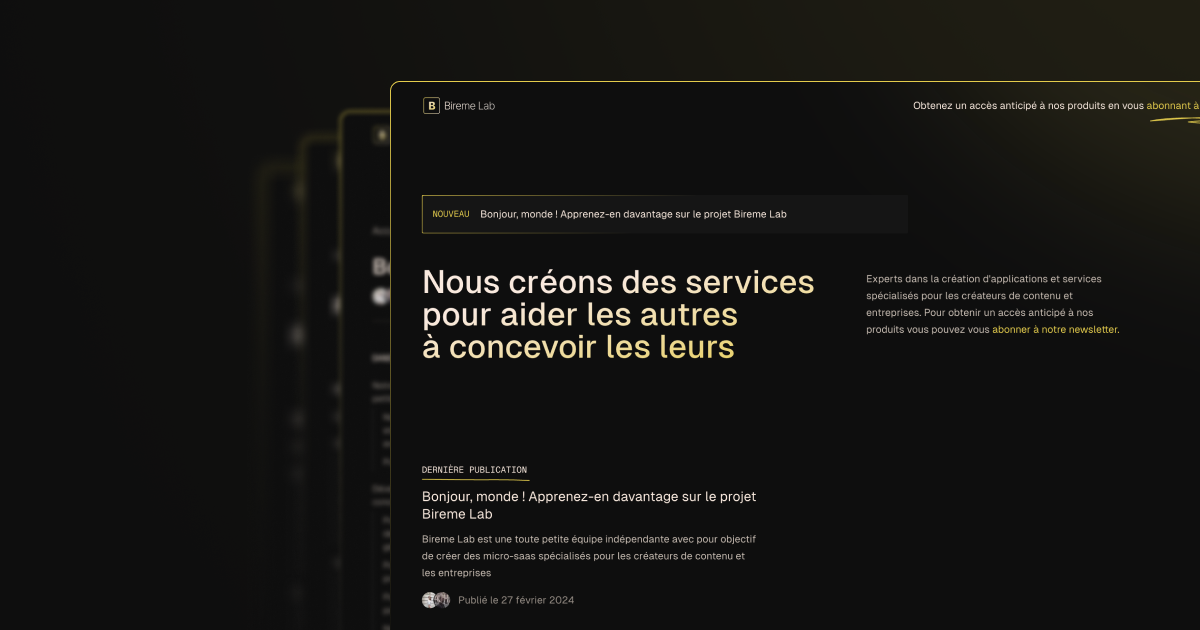 B Bireme Lab
Obtenez un accès anticipé à nos produits en vous abonnant à
NOUVEAU Bonjour, monde ! Apprenez-en davantage sur le projet Bireme Lab
Nous créons des services
pour aider les autres
à concevoir les leurs
Experts dans la création d'applications et services
spécialisés pour les créateurs de contenu et
entreprises. Pour obtenir un accès anticipé à nos
produits vous pouvez vous abonner à notre newsletter.
DERNIÈRE PUBLICATION
Bonjour, monde ! Apprenez-en davantage sur le projet
Bireme Lab
Bireme Lab est une toute petite équipe indépendante avec pour objectif
de créer des micro-saas spécialisés pour les créateurs de contenu et
les entreprises
Publié le 27 février 2024